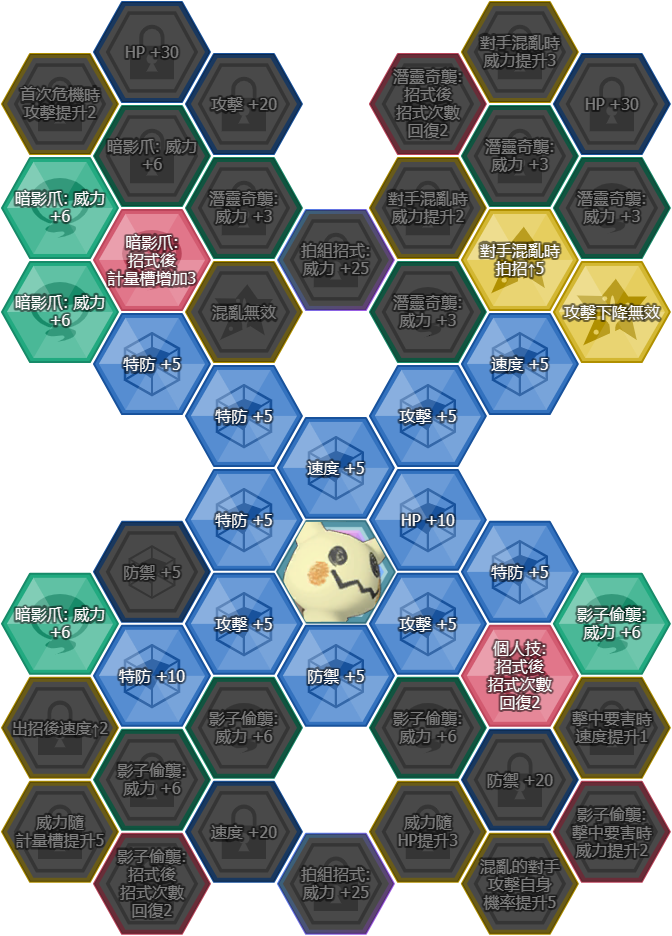 HP +30
對手混亂時
威力提升3
首次危機時
攻擊提升2
攻擊 +20
潛靈奇襲:
招式後
招式次數
回復2
HP +30
暗影爪: 威力
+6
潛靈奇襲:
威力 +3
暗影爪: 威力
+6
潛靈奇襲:
威力 +3
對手混亂時
威力提升2
潛靈奇襲:
威力 +3
暗影爪:
招式後
計量槽增加3
拍組招式:
威力 +25
對手混亂時
拍招↑5
暗影爪: 威力
+6
混亂無效
潛靈奇襲:
威力 +3
攻擊下降無效
特防 +5
速度 +5
特防 +5
攻擊 +5
速度 +5
特防 +5
HP +10
防禦 +5
特防 +5
暗影爪: 威力
+6
攻擊 +5
攻擊 +5
影子偷襲:
威力 +6
特防 +10
防禦 +5
個人技:
招式後
招式次數
回復2
出招後速度↑2
影子偷襲:
威力 +6
影子偷襲:
威力 +6
擊中要害時
速度提升1
影子偷襲:
威力 +6
防禦 +20
威力隨
計量槽提升5
速度 +20
威力隨
HP提升3
影子偷襲:
擊中要害時
威力提升2
影子偷襲:
招式後
招式次數
回復2
拍組招式:
威力 +25
混亂的對手
攻擊自身
機率提升5